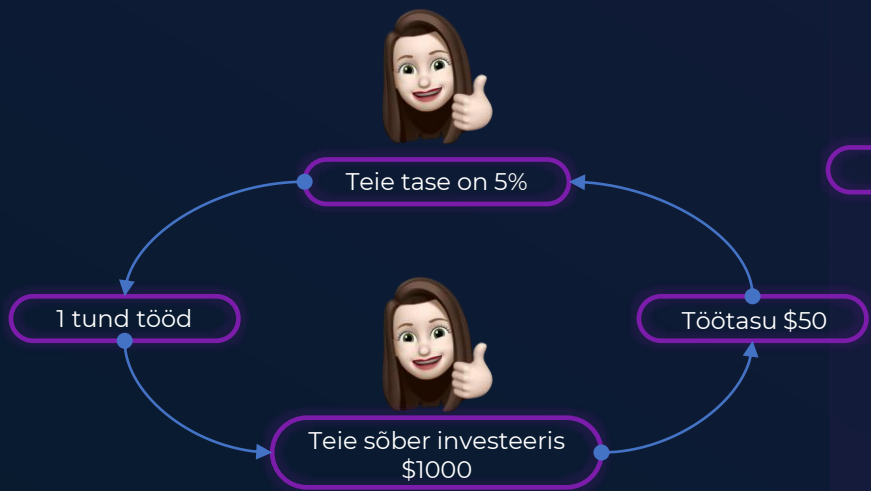 Teie tase on 5%
1 tund tööd
Töötasu $50
Teie sõber investeeris
$1000